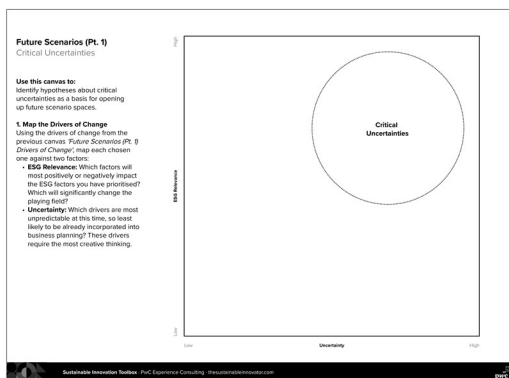 Future Scenarios (Pt. 1)
Critical Uncertainties
Use this canvas to:
Identify hypotheses about critical
uncertainties as a basis for opening
up future scenario spaces.
1. Map the Drivers of Change
Using the drivers of change from the
previous canvas 'Future Scenarios (Pt. 1)
Drivers of Change', map each chosen
one against two factors:
• ESG Relevance: Which factors will
most positively or negatively impact
the ESG factors you have prioritised?
Which will significantly change the
playing field?
• Uncertainty: Which drivers are most
unpredictable at this time, so least
likely to be already incorporated into
business planning? These drivers
require the most creative thinking.
High
ESG Relevance
Low
Critical
Uncertainties
Low
Uncertainty
High
Sustainable Innovation Toolbox · PwC Experience Consulting · thesustainableinnovator.com
pwc